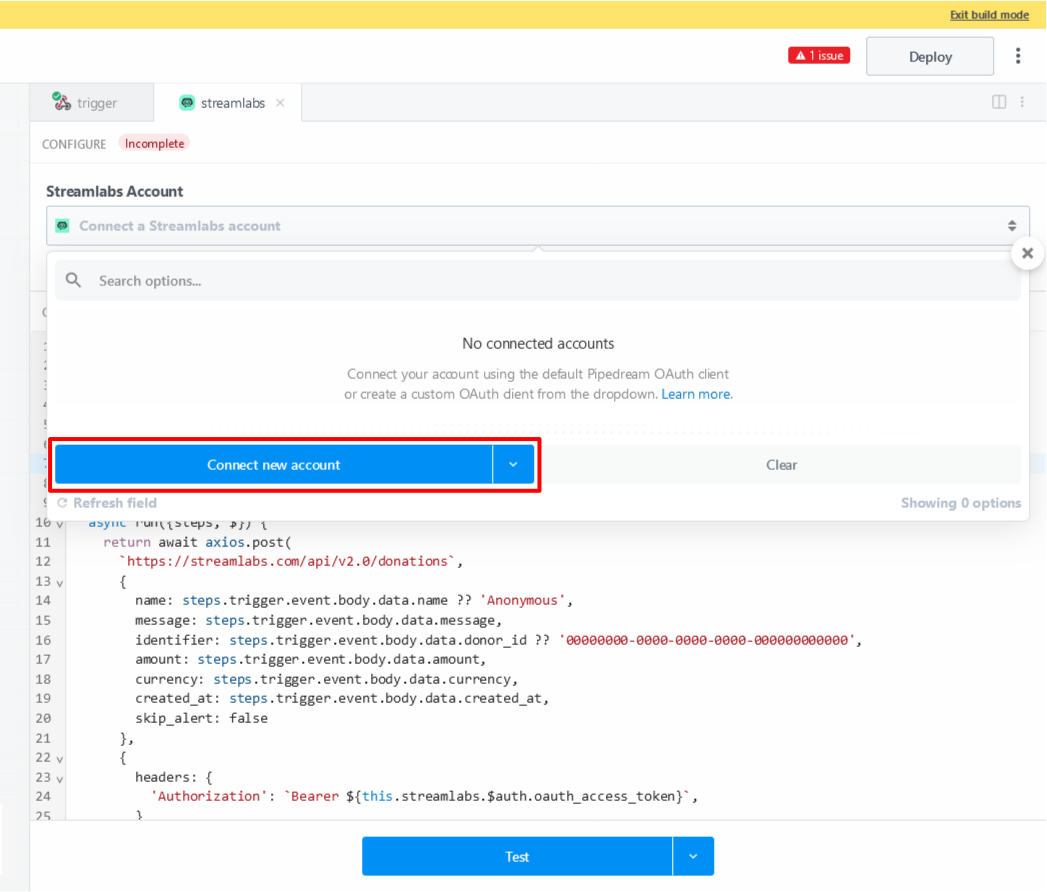 Exit build mode
1 issue
Deploy
trigger
streamlabs
CONFIGURE
Incomplete
Streamlabs Account
Connect a Streamlabs account
Search options...
No connected accounts
Connect your account using the default Pipedream OAuth client
or create a custom OAuth client from the dropdown. Learn more.
Connect new account
Clear
Refresh field
Showing 0 options
10 async run({steps, $}) {
11 return await axios.post(
12 `https://streamlabs.com/api/v2.0/donations`,
13 {
14 name: steps.trigger.event.body.data.name ?? 'Anonymous',
15 message: steps.trigger.event.body.data.message,
16 identifier: steps.trigger.event.body.data.donor_id ?? '00000000-0000-0000-0000-000000000000',
17 amount: steps.trigger.event.body.data.amount,
18 currency: steps.trigger.event.body.data.currency,
19 created_at: steps.trigger.event.body.data.created_at,
20 skip_alert: false
21 },
22 {
23 headers: {
24 'Authorization': `Bearer ${this.streamlabs.$auth.oauth_access_token}`,
25 }
Test